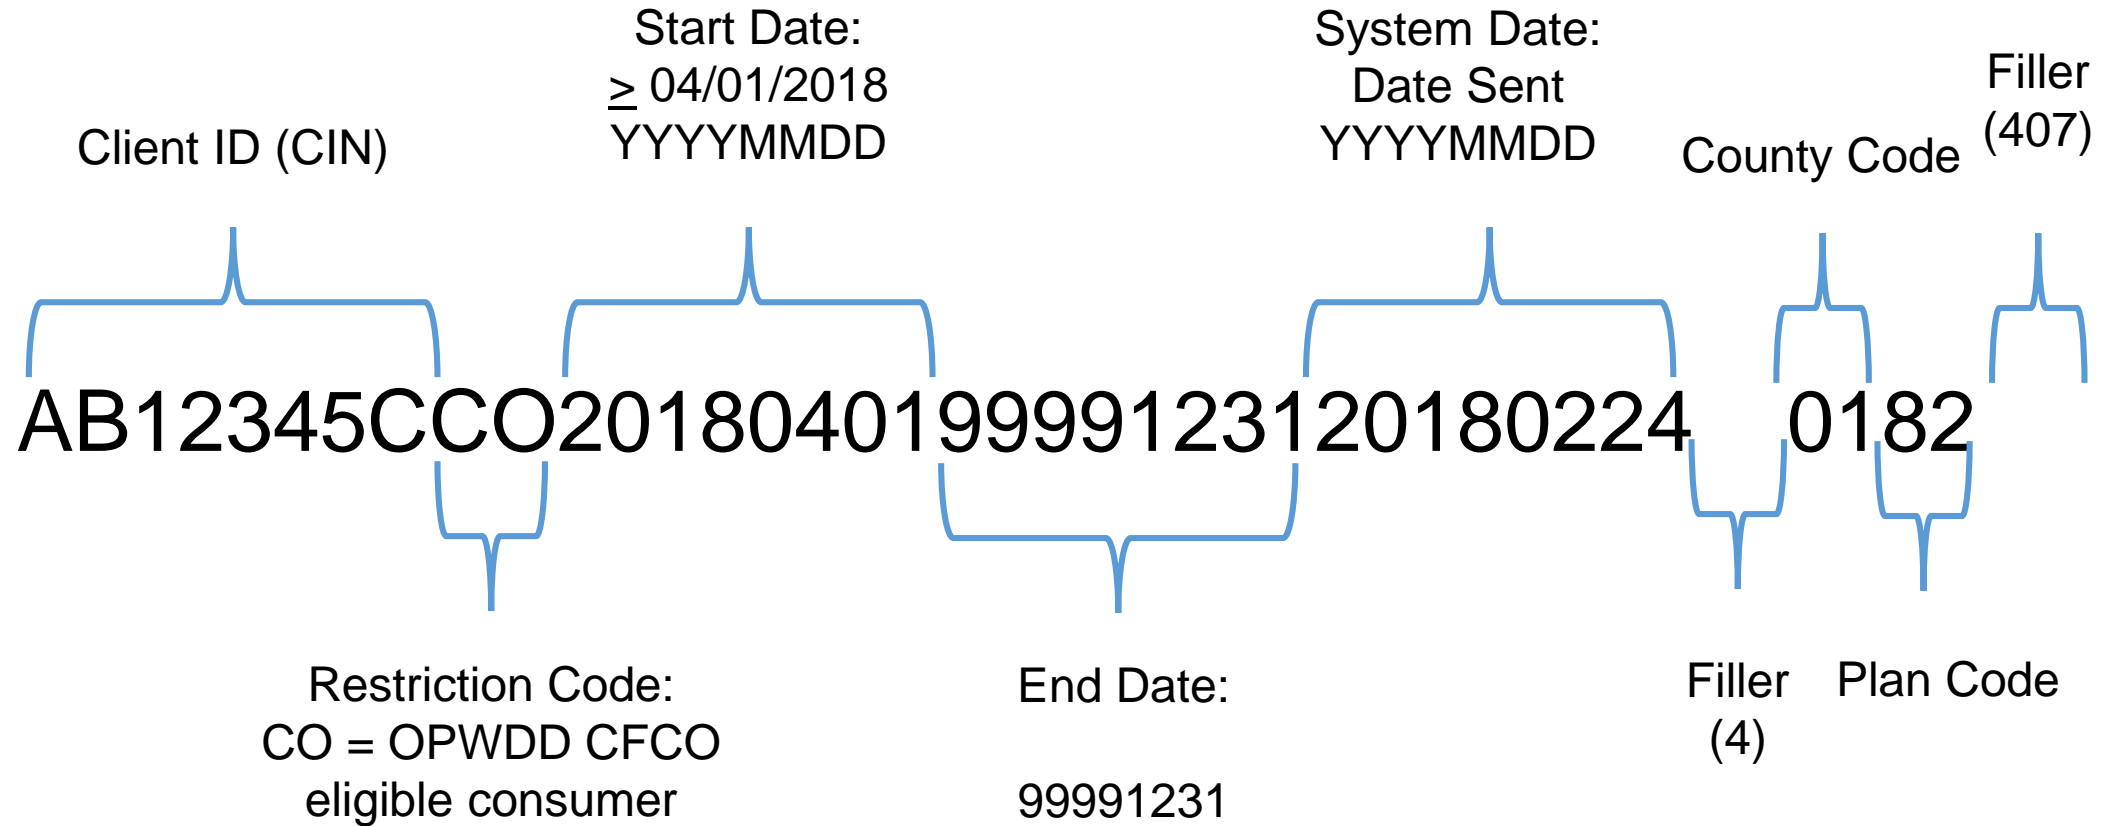 Client ID (CIN)
Start Date:
≥ 04/01/2018
YYYYMMDD
System Date:
Date Sent
YYYYMMDD
County Code
Filler
(407)
AB12345CCO201804019999123120180224 0182
Restriction Code:
CO = OPWDD CFCO
eligible consumer
End Date:
99991231
Filler
(4)
Plan Code